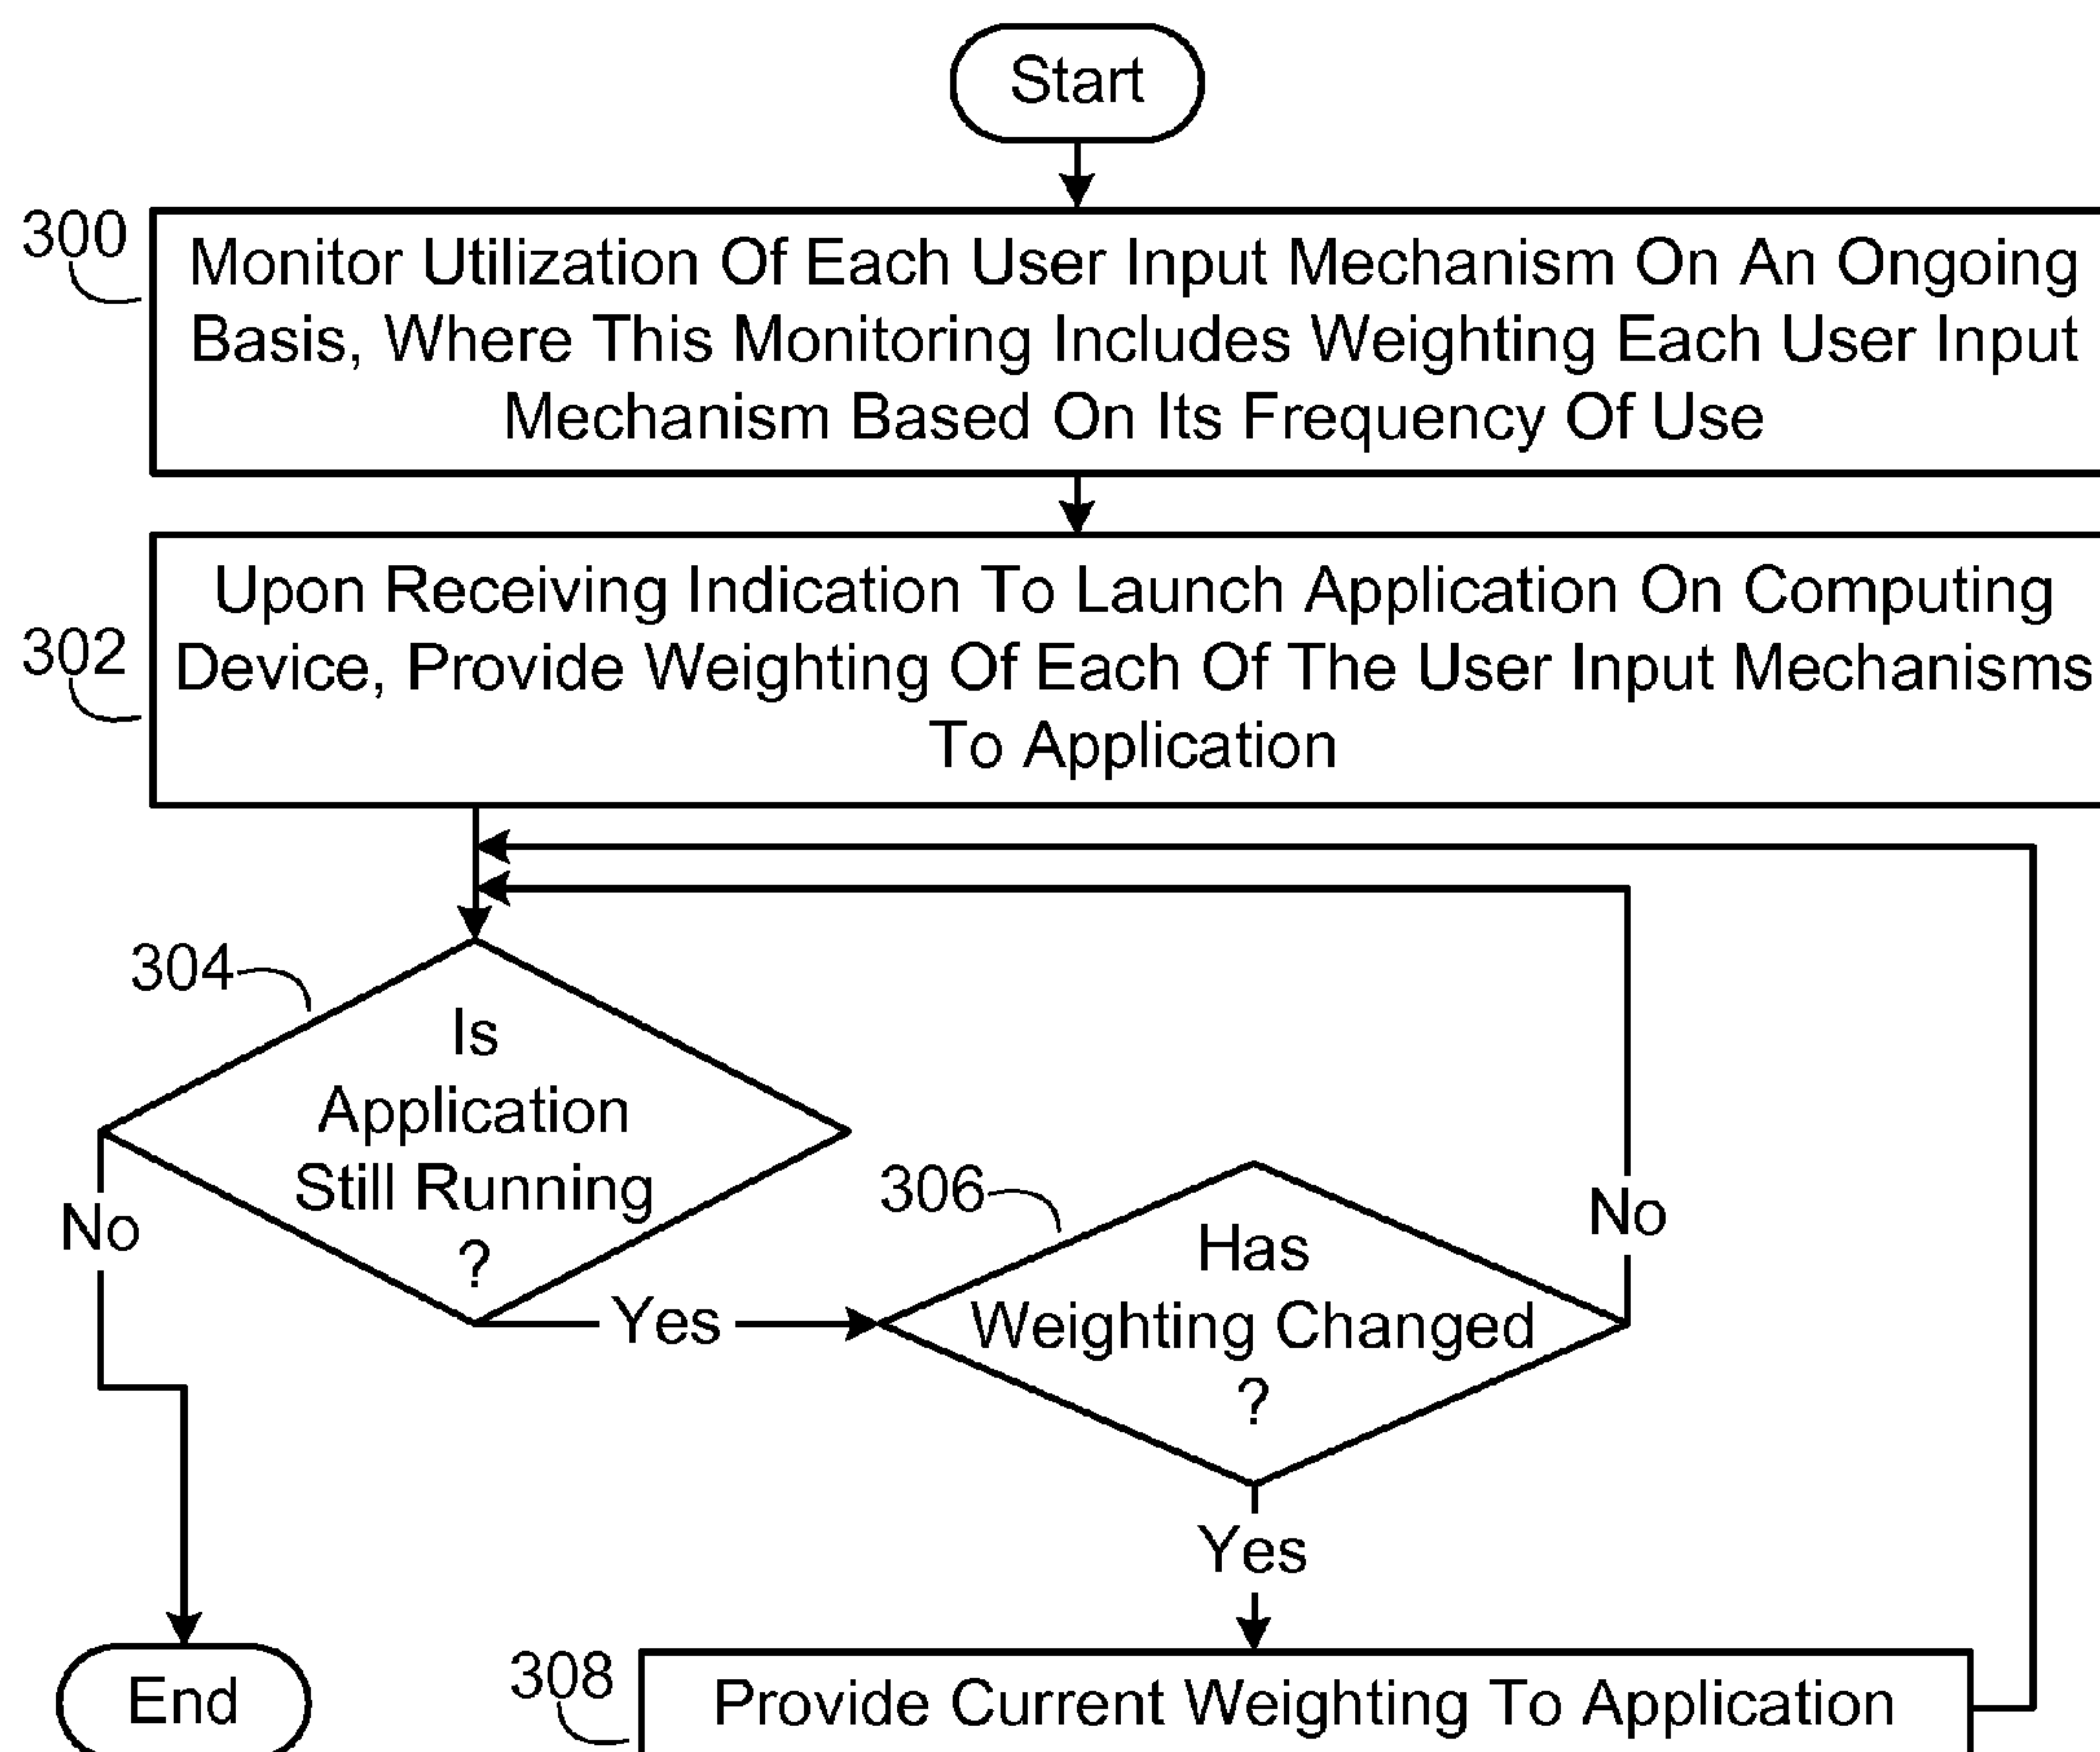 Start
300
Monitor Utilization Of Each User Input Mechanism On An Ongoing
Basis, Where This Monitoring Includes Weighting Each User Input
Mechanism Based On Its Frequency Of Use
302
Upon Receiving Indication To Launch Application On Computing
Device, Provide Weighting Of Each Of The User Input Mechanisms
To Application
304
Is
Application
Still Running
?
No
Yes
306
Has
Weighting Changed
?
No
Yes
End
308
Provide Current Weighting To Application